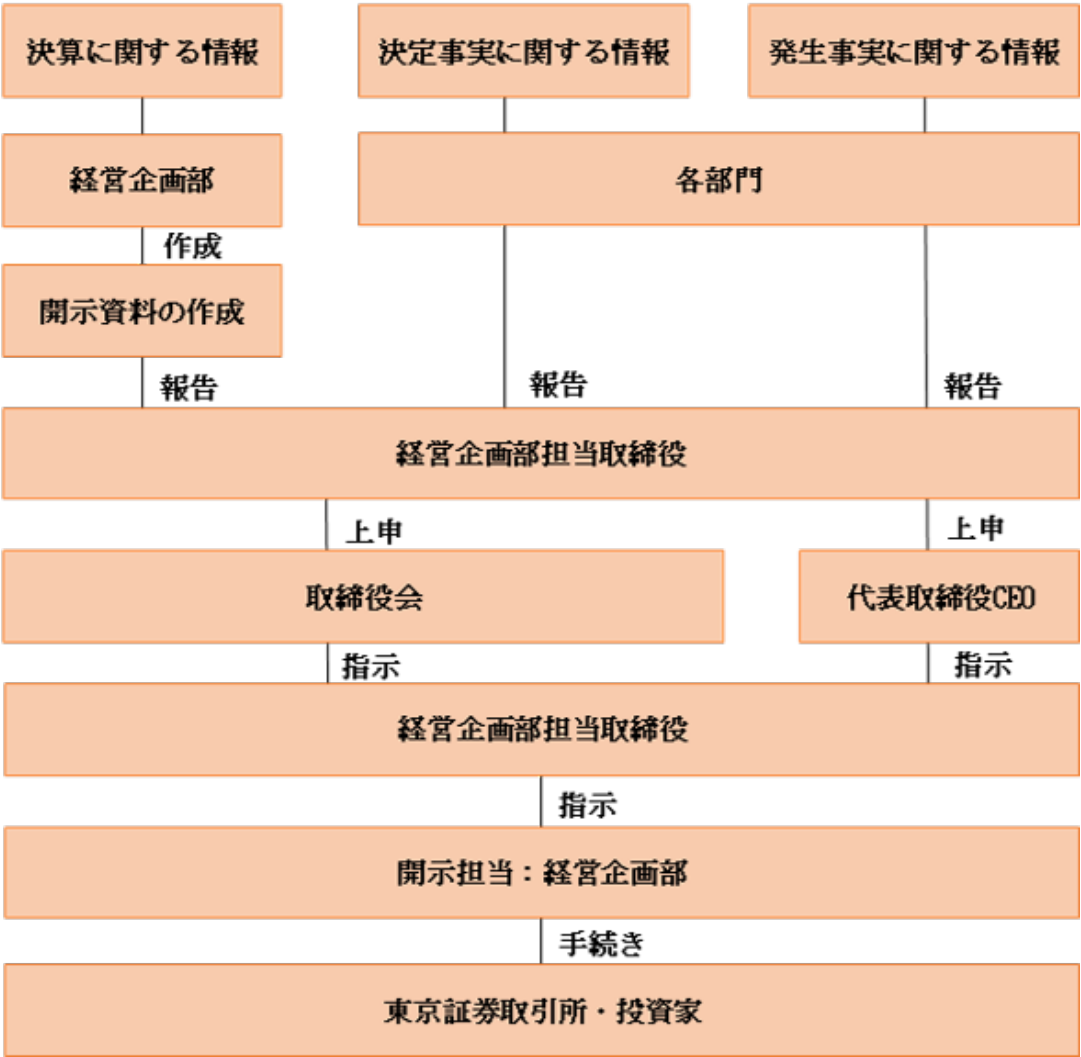 決算に関する情報
決定事実に関する情報
発生事実に関する情報
経営企画部
各部門
作成
開示資料の作成
報告
報告
報告
経営企画部担当取締役
上申
上申
取締役会
代表取締役CEO
指示
指示
経営企画部担当取締役
指示
開示担当：経営企画部
手続き
東京証券取引所・投資家